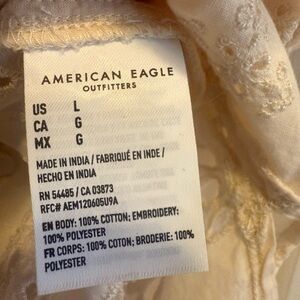 AMERICAN EAGLE
OUTFITTERS
US L
CA G
MX G
MADE IN INDIA / FABRIQUÉ EN INDE /
HECHO EN INDIA
RN 54485 / CA 03873
RFC# AEM120605U9A
EN BODY: 100% COTTON; EMBROIDERY:
100% POLYESTER
FR CORPS: 100% COTON; BRODERIE: 100%
POLYESTER